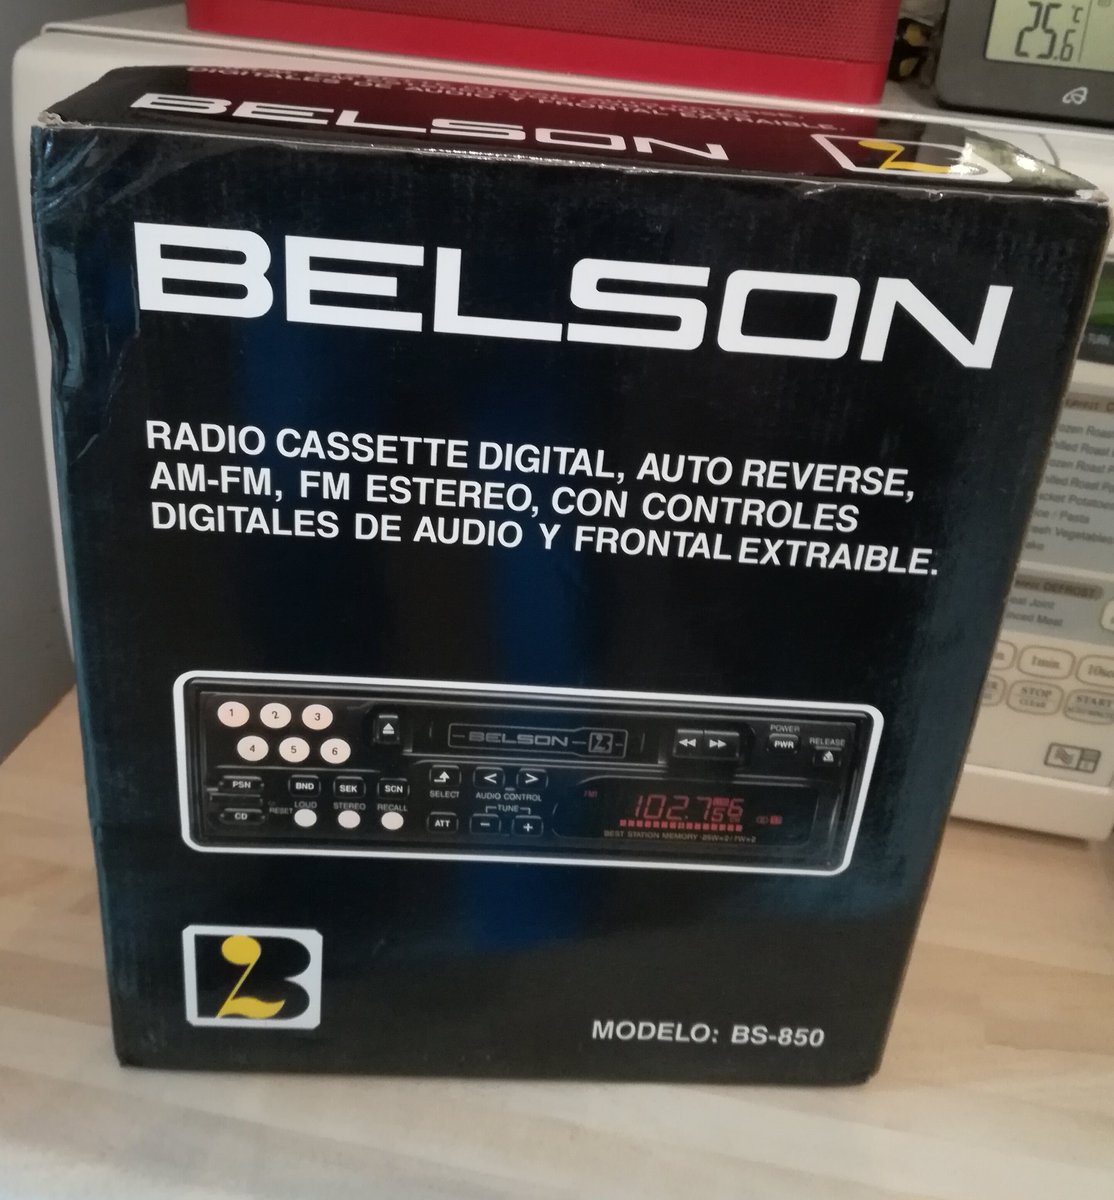 25.6 °C
BELSON
DIGITALES DE AUDIO Y FRONTAL EXTRAIBLE.
BELSON
RADIO CASSETTE DIGITAL, AUTO REVERSE,
AM-FM, FM ESTEREO, CON CONTROLES
DIGITALES DE AUDIO Y FRONTAL EXTRAIBLE.
1 2 3
4 5 6
BELSON
POWER
PWR
RELEASE
PSN
BND
SEK
SCN
SELECT
AUDIO CONTROL
CD
RESET
LOUD
STEREO
RECALL
TUNE
ATT
− +
102.7
BEST STATION MEMORY
MODELO: BS-850
1min
STOP
CLEAR
START